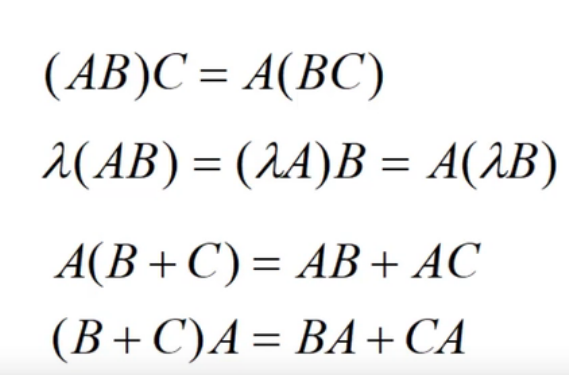 (AB)C = A(BC)
λ(AB) = (λA)B = A(λB)
A(B + C) = AB + AC
(B + C)A = BA + CA